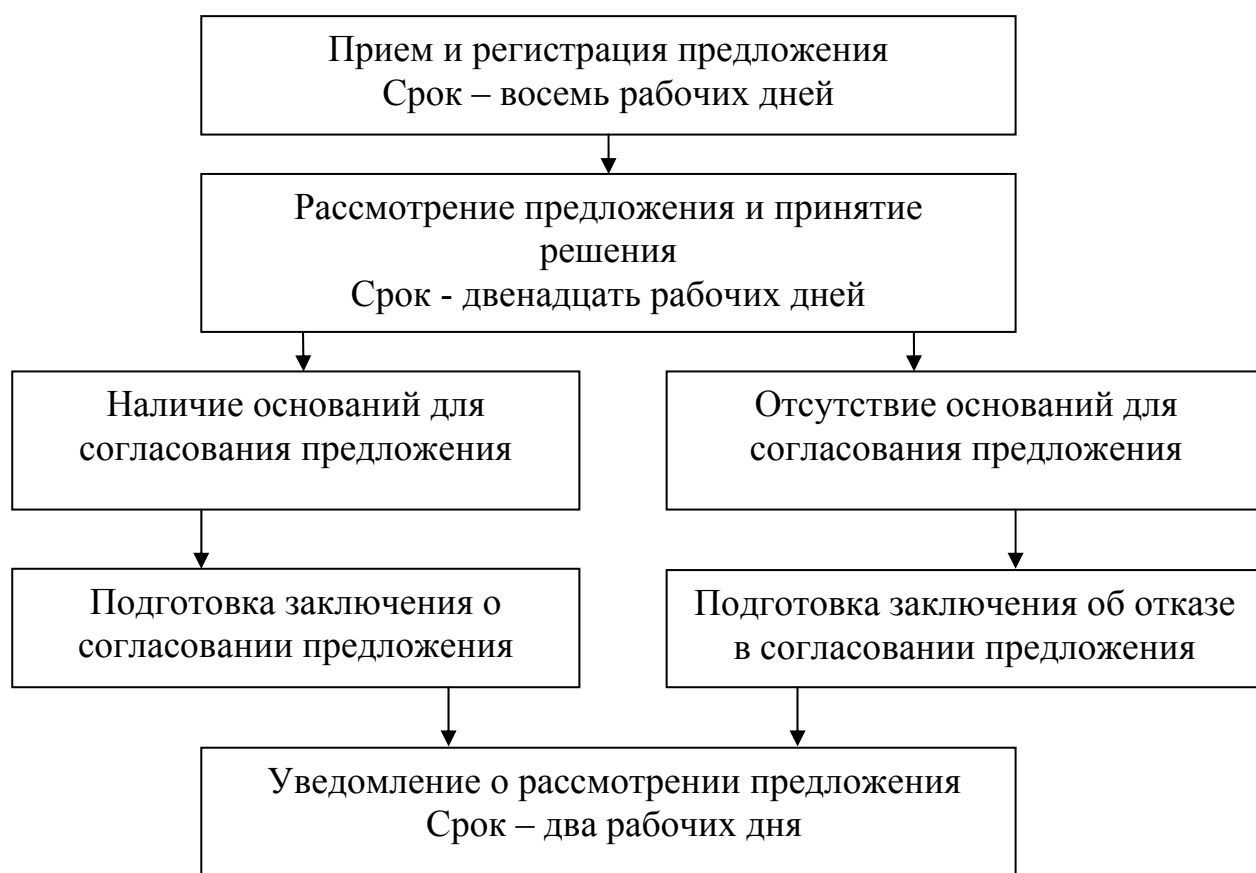 Прием и регистрация предложения
Срок – восемь рабочих дней
Рассмотрение предложения и принятие
решения
Срок - двенадцать рабочих дней
Наличие оснований для
согласования предложения
Отсутствие оснований для
согласования предложения
Подготовка заключения о
согласовании предложения
Подготовка заключения об отказе
в согласовании предложения
Уведомление о рассмотрении предложения
Срок – два рабочих дня